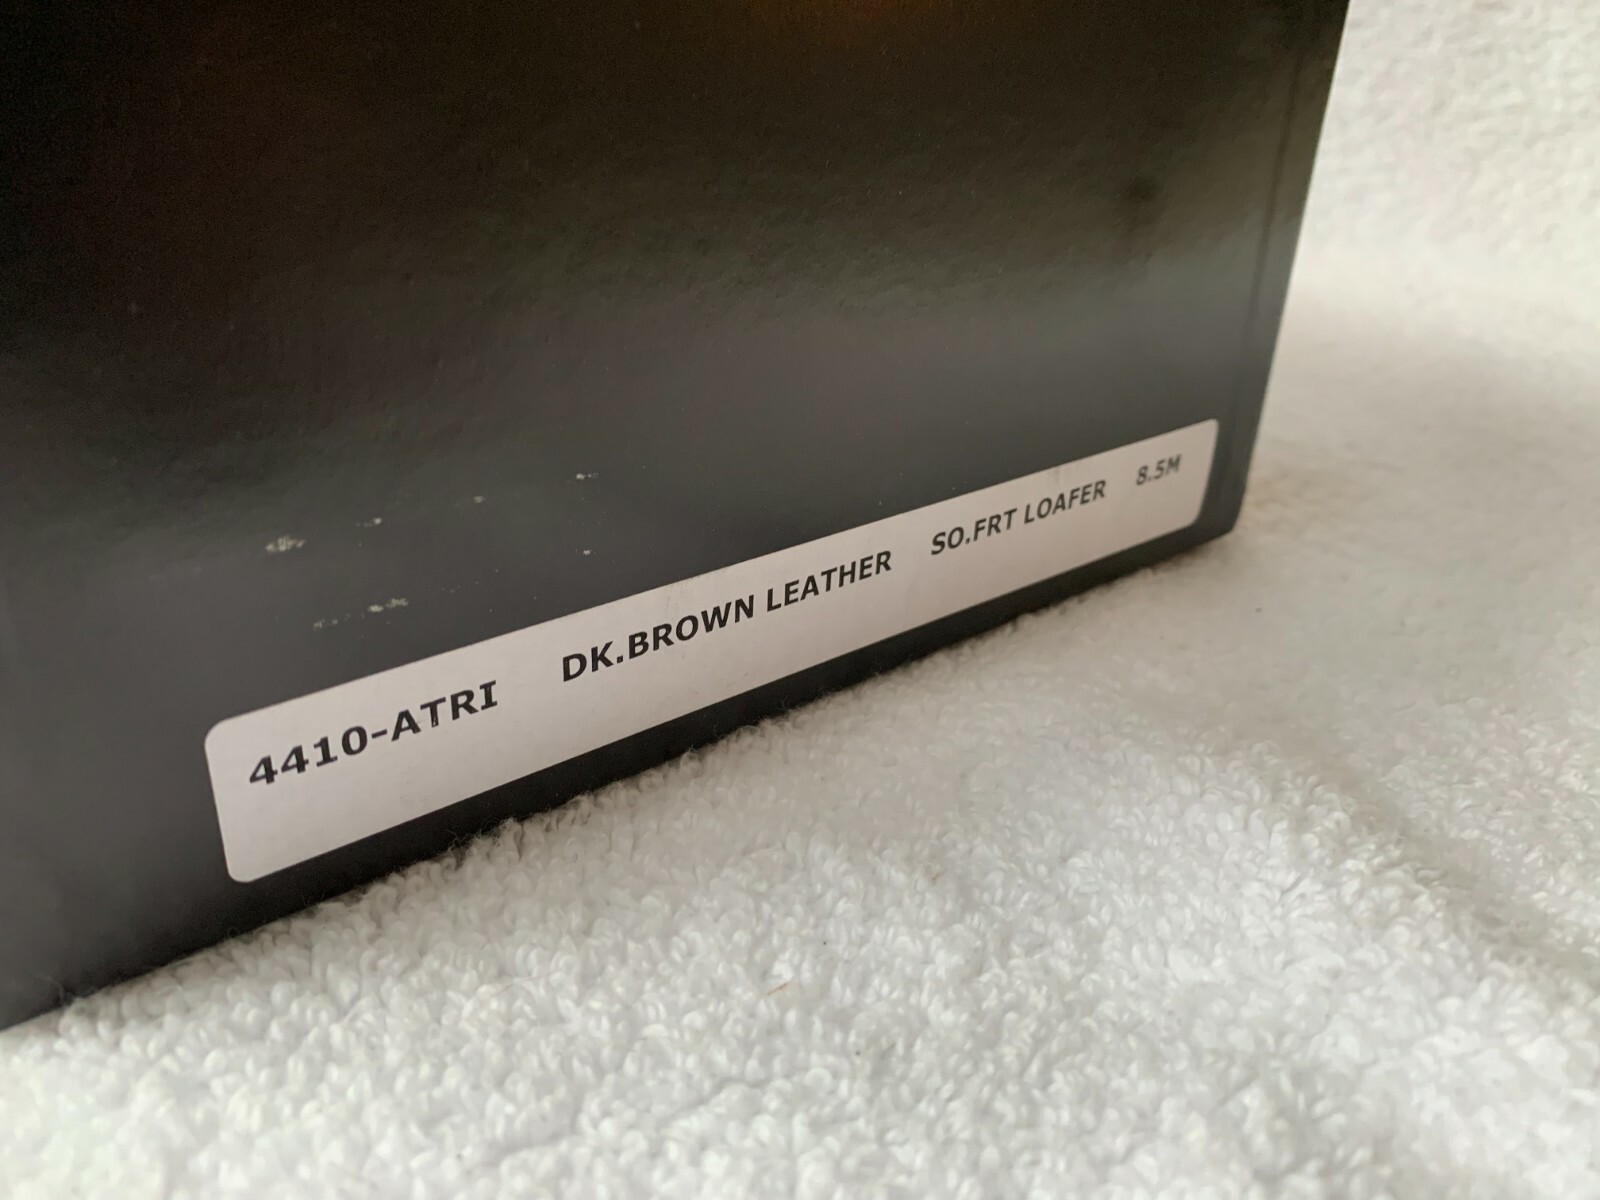 4410-ATRI DK.BROWN LEATHER SO.FRT LOAFER 8.5M